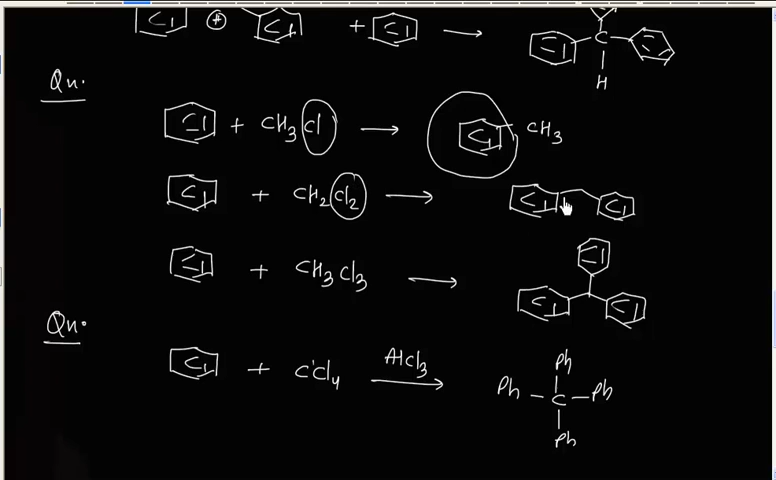 + ⟶ C
H
Qn.
+ CH3Cl ⟶ CH3
+ CH2Cl2 ⟶
+ CH3Cl3 ⟶
Qn.
+ CCl4 AlCl3 ⟶ Ph
Ph – C – Ph
Ph